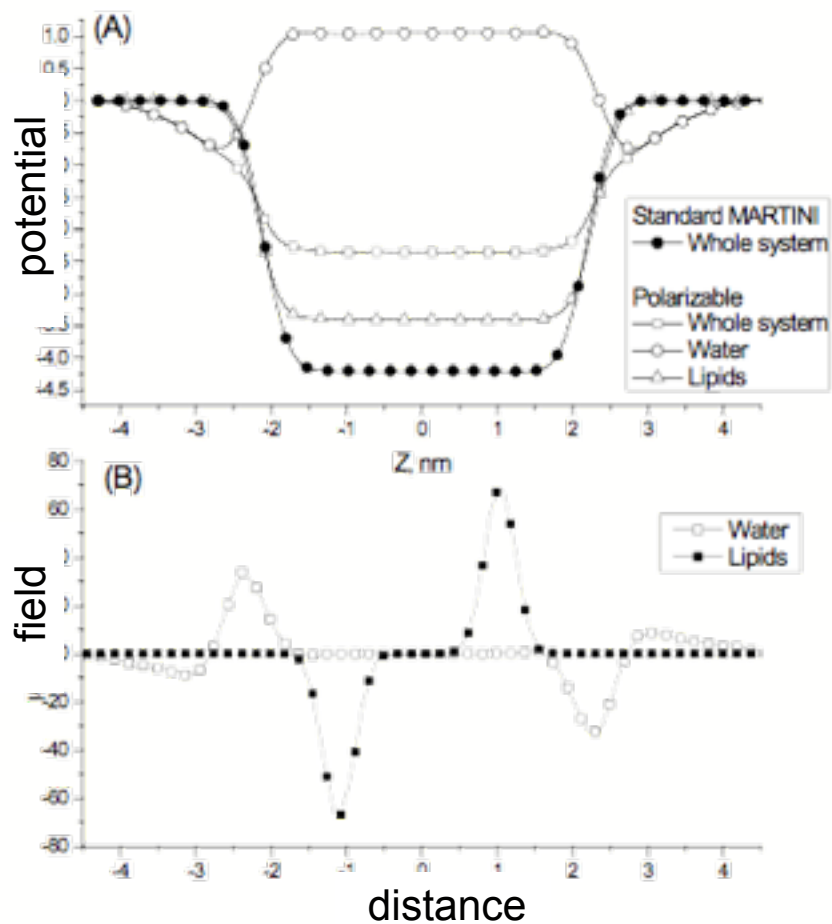 (A)
1.0
0.5
potential
-4.0
-4.5
Standard MARTINI
Whole system
Polarizable
Whole system
Water
Lipids
-4 -3 -2 -1 0 1 2 3 4
Z, nm
(B)
80
60
field
-20
-40
-60
-80
Water
Lipids
-4 -3 -2 -1 0 1 2 3 4
distance